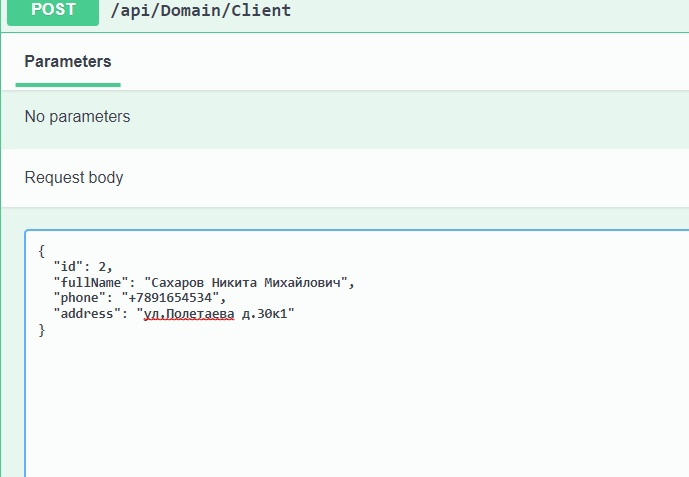 POST /api/Domain/Client
Parameters
No parameters
Request body
{
"id": 2,
"fullName": "Сахаров Никита Михайлович",
"phone": "+7891654534",
"address": "ул.Полетаева д.30к1"
}